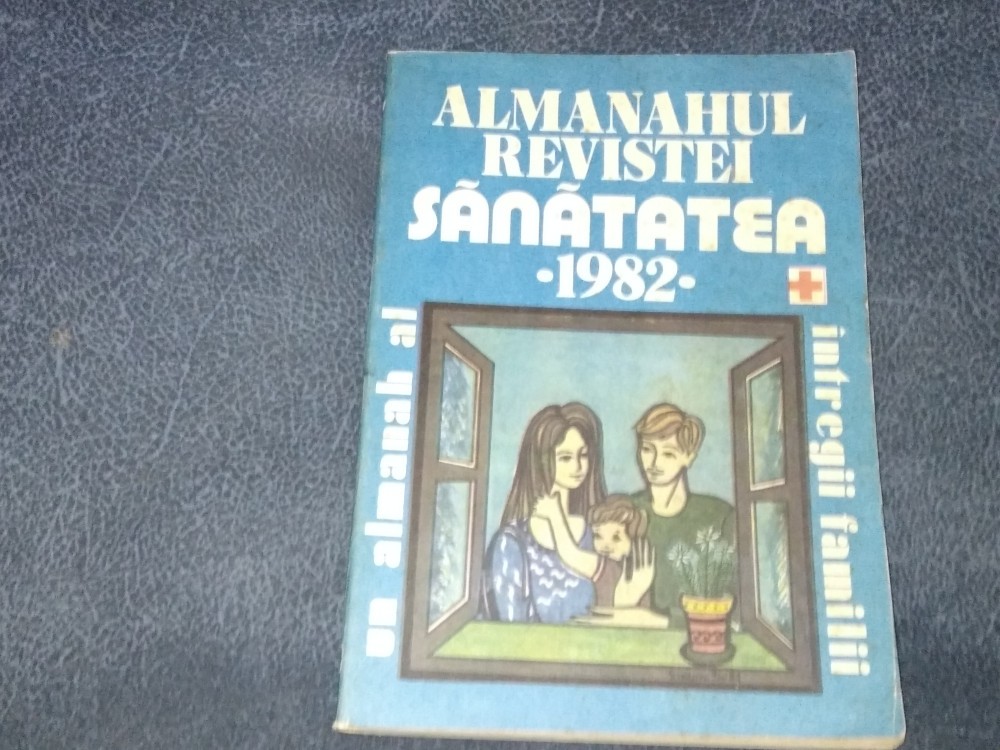 ALMANAHUL
REVISTEI
SĂNĂTATEA
•1982•
un almanah al
întregii familii